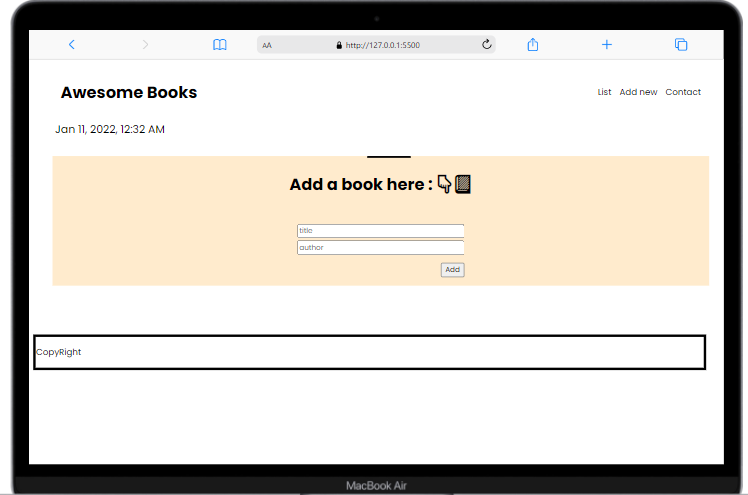 AA http://127.0.0.1:5500
Awesome Books
List Add new Contact
Jan 11, 2022, 12:32 AM
Add a book here :
title
author
Add
CopyRight
MacBook Air